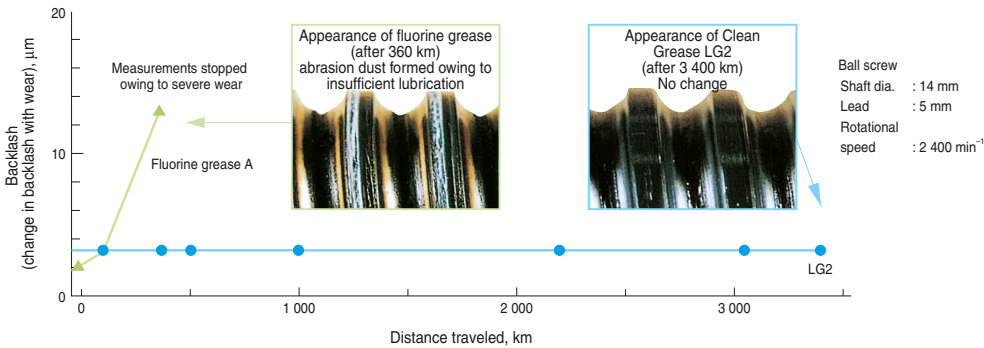 20
10
0
Backlash
(change in backlash with wear), μm
Measurements stopped
owing to severe wear
Fluorine grease A
Appearance of fluorine grease
(after 360 km)
abrasion dust formed owing to
insufficient lubrication
Appearance of Clean
Grease LG2
(after 3 400 km)
No change
Ball screw
Shaft dia. : 14 mm
Lead : 5 mm
Rotational
speed : 2 400 min⁻¹
LG2
0 1 000 2 000 3 000
Distance traveled, km